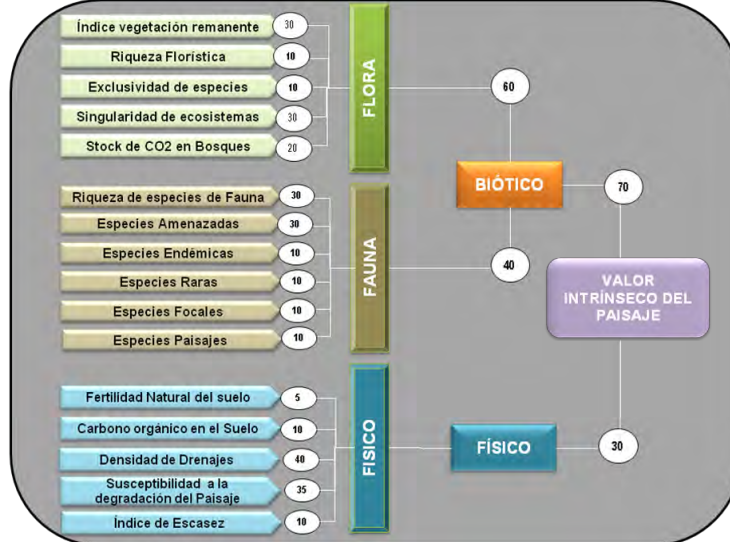 Índice vegetación remanente 30
Riqueza Florística 10
Exclusividad de especies 10
Singularidad de ecosistemas 30
Stock de CO2 en Bosques 20
FLORA
60
Riqueza de especies de Fauna 30
Especies Amenazadas 30
Especies Endémicas 10
Especies Raras 10
Especies Focales 10
Especies Paisajes 10
FAUNA
40
BIÓTICO
70
VALOR
INTRÍNSECO DEL
PAISAJE
Fertilidad Natural del suelo 5
Carbono orgánico en el Suelo 10
Densidad de Drenajes 40
Susceptibilidad a la
degradación del Paisaje 35
Índice de Escasez 10
FISICO
FÍSICO
30